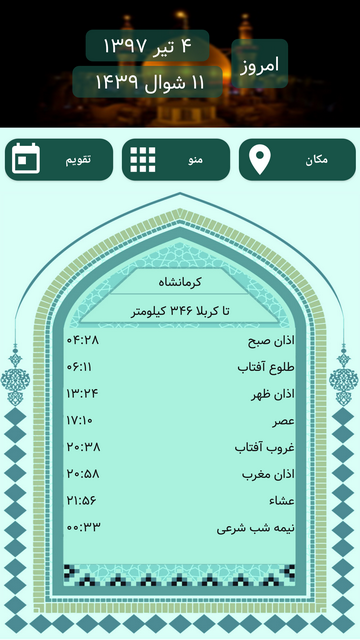 امروز
۴ تیر ۱۳۹۷
۱۱ شوال ۱۴۳۹
مکان
منو
تقویم
کرمانشاه
تا کربلا ۳۴۶ کیلومتر
اذان صبح ۰۴:۲۸
طلوع آفتاب ۰۶:۱۱
اذان ظهر ۱۳:۲۴
عصر ۱۷:۱۰
غروب آفتاب ۲۰:۳۸
اذان مغرب ۲۰:۵۸
عشاء ۲۱:۵۶
نیمه شب شرعی ۰۰:۳۳